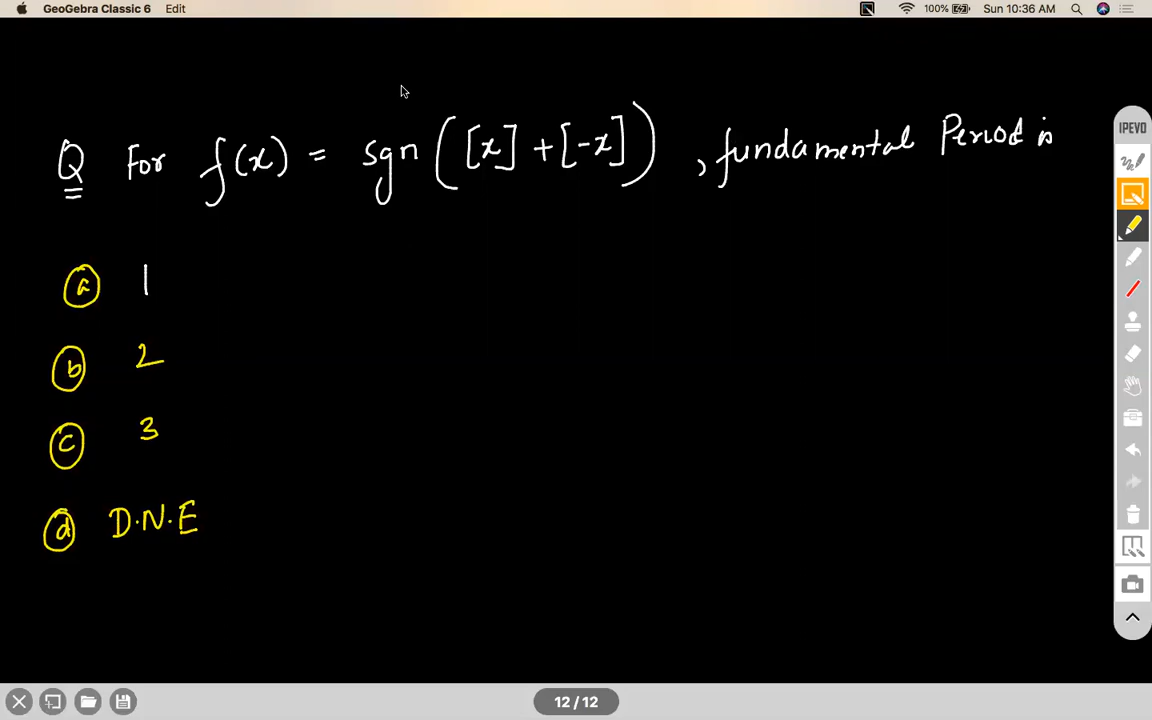 GeoGebra Classic 6 Edit 100% Sun 10:36 AM
Q For f(x) = sgn([x] + [-x]) , fundamental Period is
IPEVO
a 1
b 2
c 3
d D.N.E
12 / 12